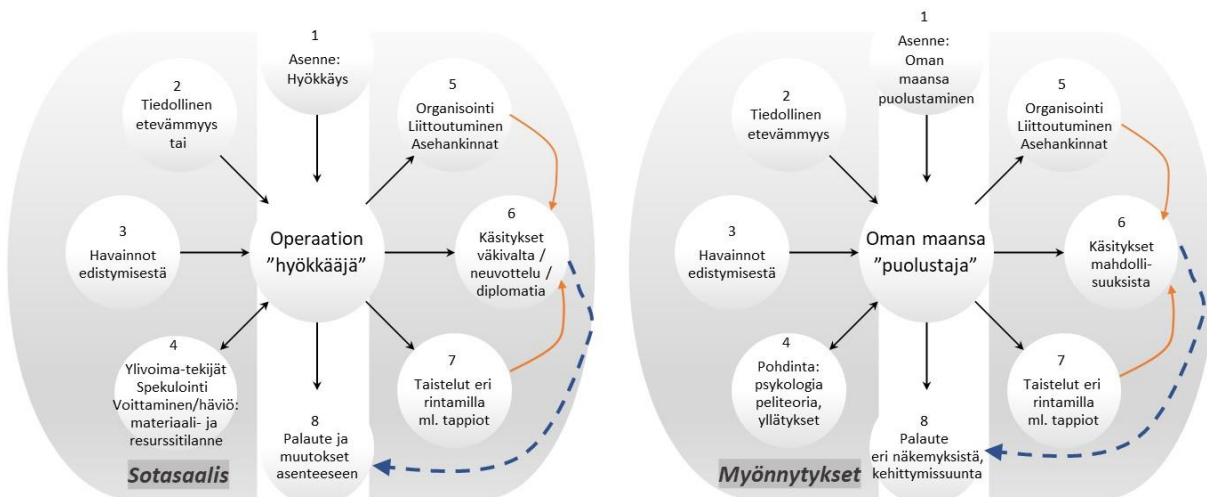 1
Asenne:
Hyökkäys
2
Tiedollinen
etevämmyys
tai
3
Havainnot
edistymisestä
4
Ylivoima-tekijät
Spekulointi
Voittaminen/häviö:
materiaali- ja
resurssitilanne
Operaation
”hyökkääjä”
5
Organisointi
Liittoutuminen
Asehankinnat
6
Käsitykset
väkivalta /
neuvottelu /
diplomatia
7
Taistelut eri
rintamilla
ml. tappiot
8
Palaute ja
muutokset
asenteeseen
Sotasaalis
1
Asenne:
Oman
maansa
puolustaminen
2
Tiedollinen
etevämmyys
3
Havainnot
edistymisestä
4
Pohdinta:
psykologia
peliteoria,
yllätykset
Oman maansa
”puolustaja”
5
Organisointi
Liittoutuminen
Asehankinnat
6
Käsitykset
mahdolli-
suuksista
7
Taistelut eri
rintamilla
ml. tappiot
8
Palaute
eri näkemyksistä,
kehittymissuunta
Myönnytykset